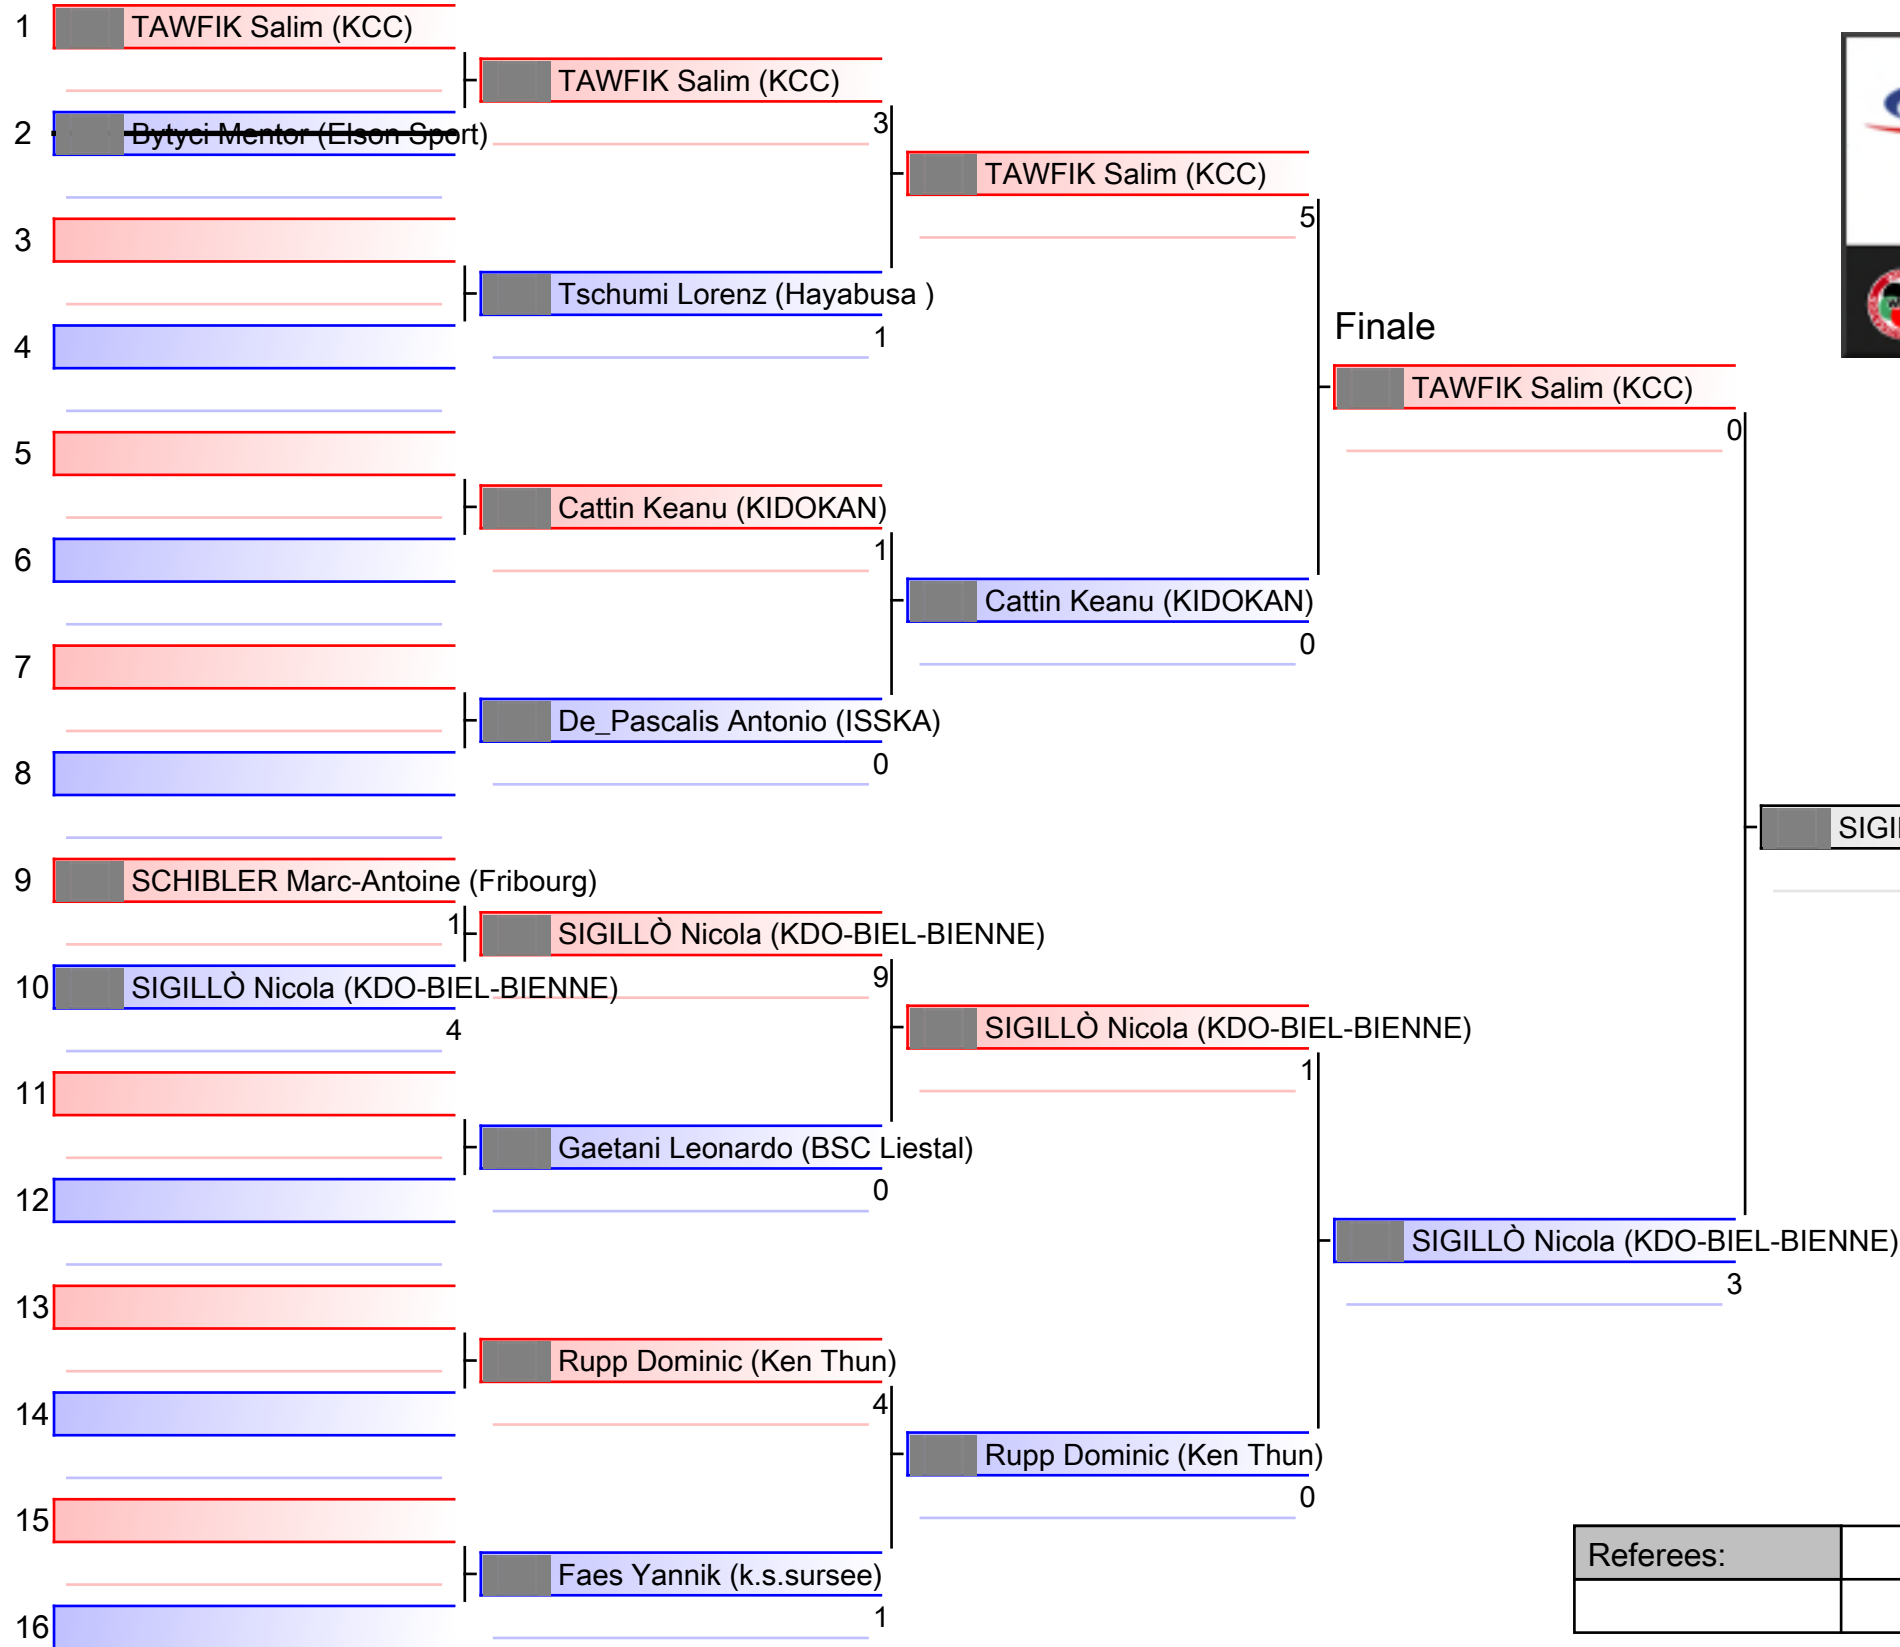 1 TAWFIK Salim (KCC)
TAWFIK Salim (KCC)
3
2 Bytyci Mentor (Elson Sport)
TAWFIK Salim (KCC)
5
3
Tschumi Lorenz (Hayabusa )
1
4
Finale
TAWFIK Salim (KCC)
0
5
Cattin Keanu (KIDOKAN)
1
6
Cattin Keanu (KIDOKAN)
0
7
De_Pascalis Antonio (ISSKA)
0
8
SIGI
9 SCHIBLER Marc-Antoine (Fribourg)
1
SIGILLÒ Nicola (KDO-BIEL-BIENNE)
9
10 SIGILLÒ Nicola (KDO-BIEL-BIENNE)
4
SIGILLÒ Nicola (KDO-BIEL-BIENNE)
1
11
Gaetani Leonardo (BSC Liestal)
0
12
SIGILLÒ Nicola (KDO-BIEL-BIENNE)
3
13
Rupp Dominic (Ken Thun)
4
14
Rupp Dominic (Ken Thun)
0
15
Faes Yannik (k.s.sursee)
1
16
Referees: